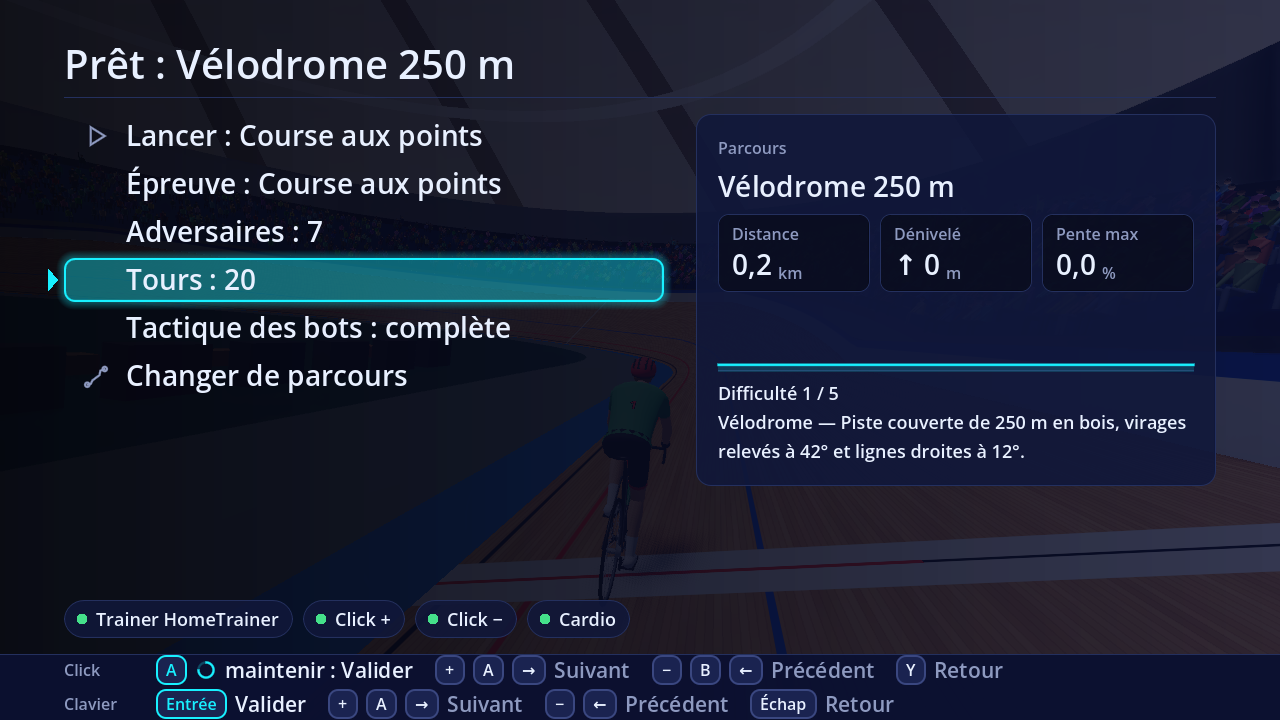 Prêt : Vélodrome 250 m
Lancer : Course aux points
Épreuve : Course aux points
Adversaires : 7
Tours : 20
Tactique des bots : complète
Changer de parcours
Parcours
Vélodrome 250 m
Distance
0,2 km
Dénivelé
↑ 0 m
Pente max
0,0 %
Difficulté 1 / 5
Vélodrome — Piste couverte de 250 m en bois, virages
relevés à 42° et lignes droites à 12°.
Trainer HomeTrainer
Click +
Click −
Cardio
Click A maintenir : Valider + A → Suivant − B ← Précédent Y Retour
Clavier Entrée Valider + A → Suivant − ← Précédent Échap Retour